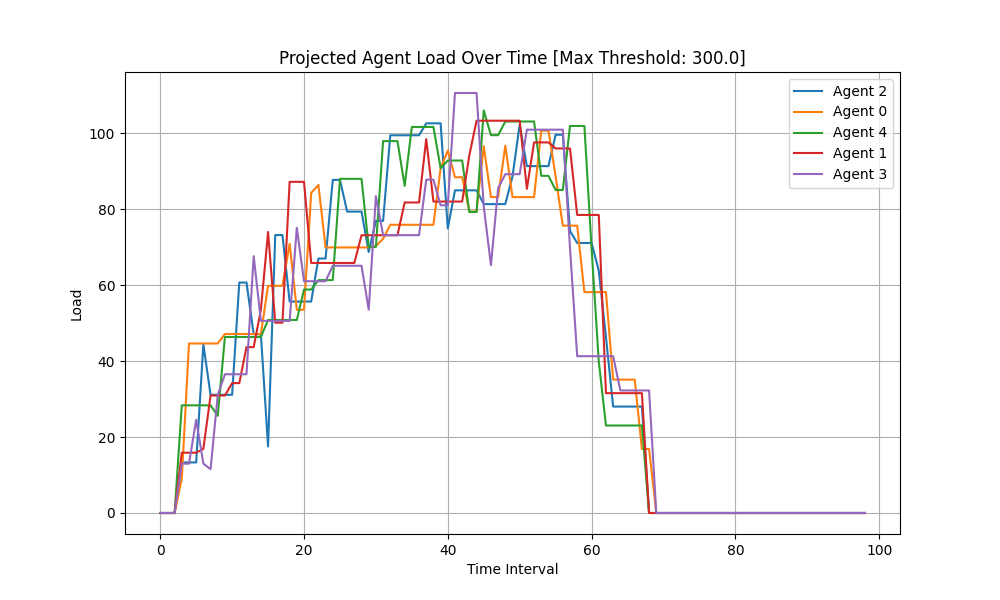 Projected Agent Load Over Time [Max Threshold: 300.0]
Agent 2
Agent 0
Agent 4
Agent 1
Agent 3
Load
100
80
60
40
20
0
0 20 40 60 80 100
Time Interval